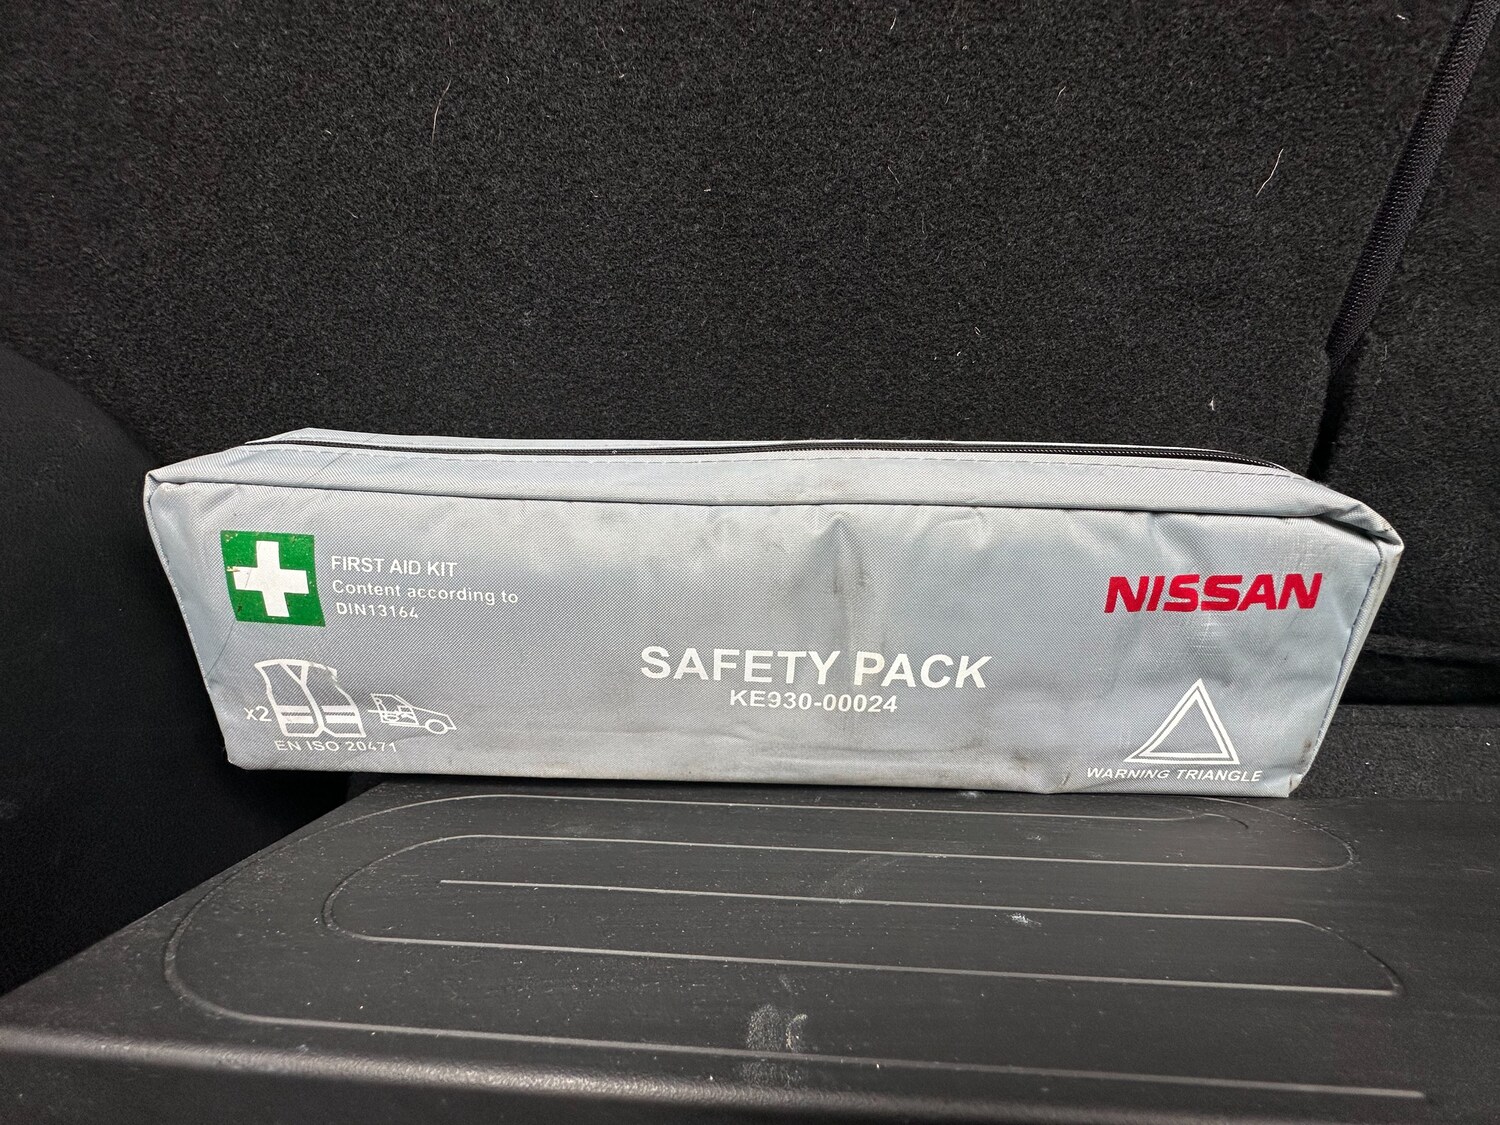 FIRST AID KIT
Content according to
DIN13164
NISSAN
SAFETY PACK
KE930-00024
x2
EN ISO 20471
WARNING TRIANGLE